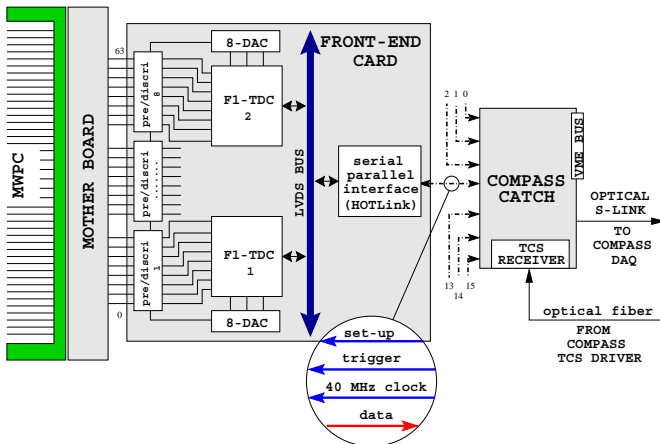 MWPC
MOTHER BOARD
63
0
pre/discri
8
pre/discri
........
pre/discri
1
8-DAC
F1-TDC
2
F1-TDC
1
8-DAC
LVDS BUS
FRONT-END
CARD
serial
parallel
interface
(HOTLink)
2
1
0
13
14
15
COMPASS
CATCH
VME BUS
TCS
RECEIVER
OPTICAL
S-LINK
TO
COMPASS
DAQ
optical fiber
FROM
COMPASS
TCS DRIVER
set-up
trigger
40 MHz clock
data